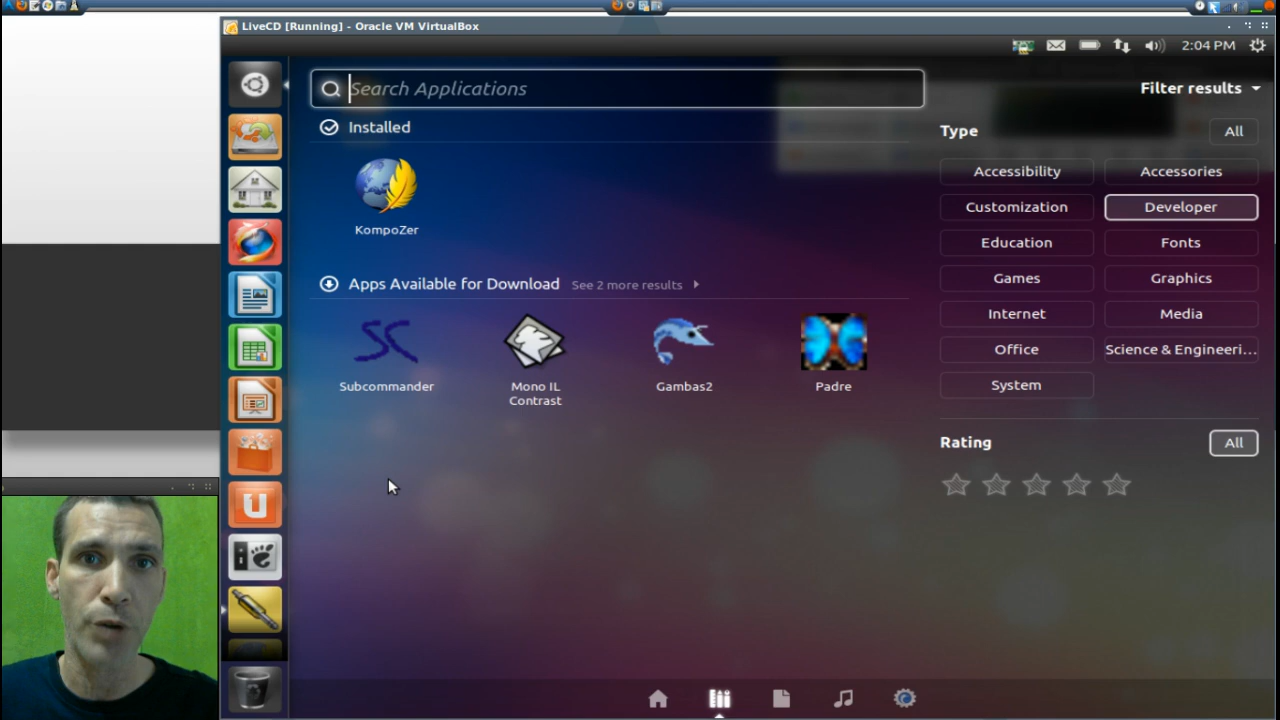 LiveCD [Running] - Oracle VM VirtualBox
2:04 PM
Search Applications
Filter results
Installed
Type
All
KompoZer
Accessibility
Accessories
Customization
Developer
Education
Fonts
Apps Available for Download See 2 more results
Games
Graphics
Internet
Media
Office
Science & Engineeri...
System
Subcommander
Mono IL
Contrast
Gambas2
Padre
Rating
All